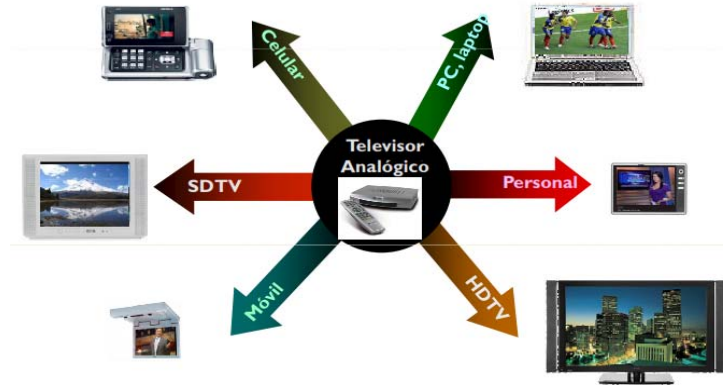 Celular
PC, laptop
Televisor
Analógico
SDTV
Personal
Móvil
HDTV